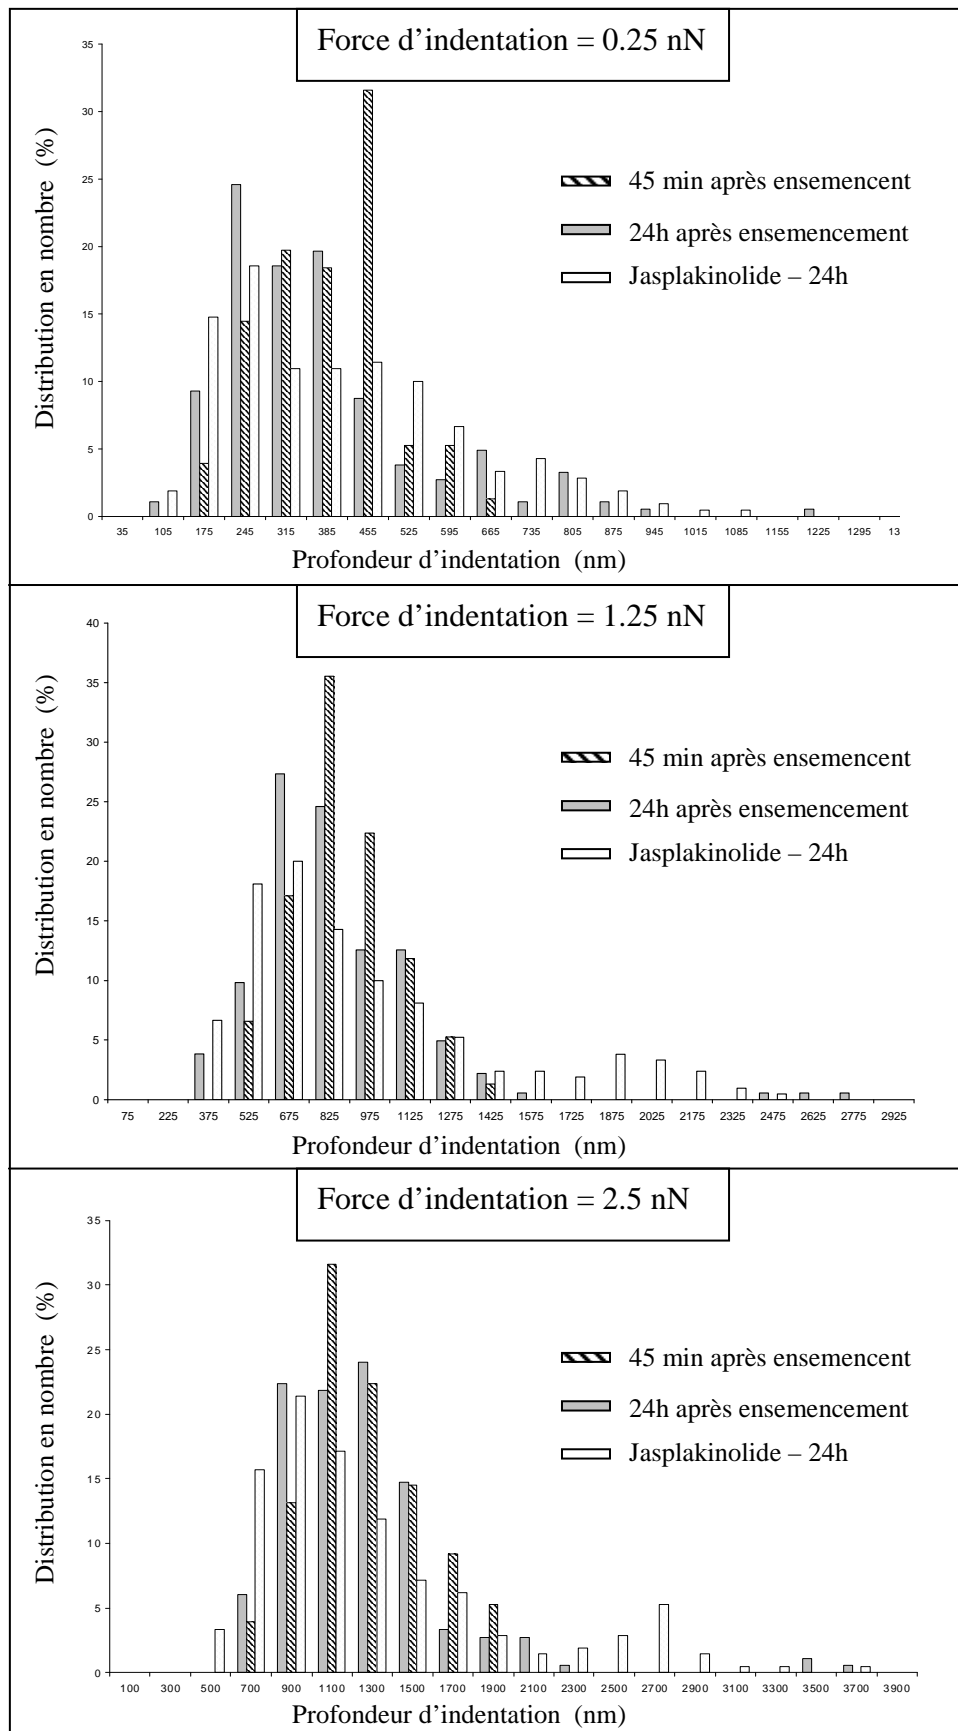 Force d'indentation = 0.25 nN
Distribution en nombre (%)
35
30
25
20
15
10
5
0
45 min après ensemencent
24h après ensemencement
Jasplakinolide – 24h
35 105 175 245 315 385 455 525 595 665 735 805 875 945 1015 1085 1155 1225 1295 13
Profondeur d'indentation (nm)
Force d'indentation = 1.25 nN
Distribution en nombre (%)
40
35
30
25
20
15
10
5
0
45 min après ensemencent
24h après ensemencement
Jasplakinolide – 24h
75 225 375 525 675 825 975 1125 1275 1425 1575 1725 1875 2025 2175 2325 2475 2625 2775 2925
Profondeur d'indentation (nm)
Force d'indentation = 2.5 nN
Distribution en nombre (%)
35
30
25
20
15
10
5
0
45 min après ensemencent
24h après ensemencement
Jasplakinolide – 24h
100 300 500 700 900 1100 1300 1500 1700 1900 2100 2300 2500 2700 2900 3100 3300 3500 3700 3900
Profondeur d'indentation (nm)